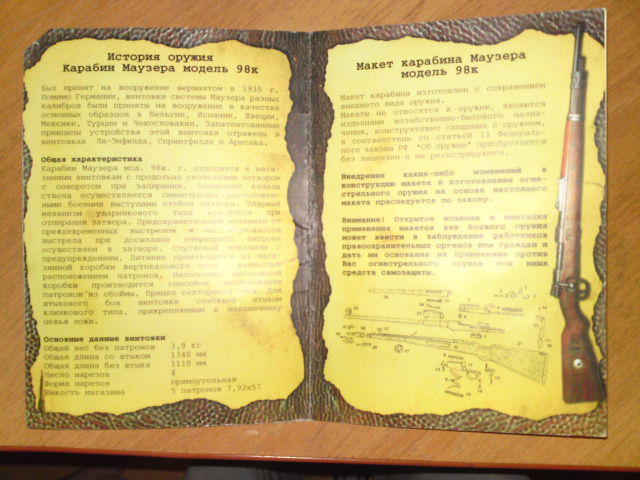 История оружия
Карабин Маузера модель 98к
Был принят на вооружение вермахтом в 1935 г.
Помимо Германии, винтовки системы Маузера разных
калибров были приняты на вооружение в качестве
основных образцов в Бельгии, Испании, Швеции,
Мексике, Турции и Чехословакии. Запатентованные
принципы устройства этой винтовки отражены в
винтовках Ли-Энфилда, Спрингфилда и Арисака.
Общая характеристика
Карабин Маузера мод. 98к. г. относится к мага-
зинным винтовкам с продольно скользящим затвором
с поворотом при запирании. Запирание канала
ствола осуществляется симметрично расположен-
ными боевыми выступами стебля затвора. Ударный
механизм ударникового типа взводится при
отпирании затвора. Предохранительный механизм от
преждевременных выстрелов и от
выстрела при досылании очередного патрона
осуществлен в затворе. Спусковой механизм с
предупреждением. Питание производится из мага-
зинной коробки вертикального типа с шахматным
расположением патронов. Наполнение магазинной
коробки производится способом
патронов из обоймы. Прицел секторного типа. Для
штыкового боя винтовка снабжена штыком
клинкового типа, прикрепляемым к наконечнику
цевья ложи.
Основные данные винтовки
Общий вес без патронов 3,9 кг
Общая длина со штыком 1340 мм
Общая длина без штыка 1110 мм
Число нарезов 4
Форма нарезов прямоугольная
Емкость магазина 5 патронов 7,92х57
Макет карабина Маузера
модель 98к
Макет карабина изготовлен с сохранением
внешнего вида оружия.
Макеты не относятся к оружию, являются
изделиями хозяйственно-бытового назна-
чения, конструктивно сходными с оружием,
в соответствии со статьей 13 Федераль-
ного закона РФ "Об оружии" приобретаются
без лицензии и не регистрируются.
Внедрение каких-либо изменений в
конструкцию макета и изготовление огне-
стрельного оружия на основе настоящего
макета преследуется по закону.
Внимание! Открытое ношение и имитация
применения макетов как боевого оружия
может ввести в заблуждение работников
правоохранительных органов или граждан и
дать им основание на применение против
Вас огнестрельного оружия или иных
средств самозащиты.